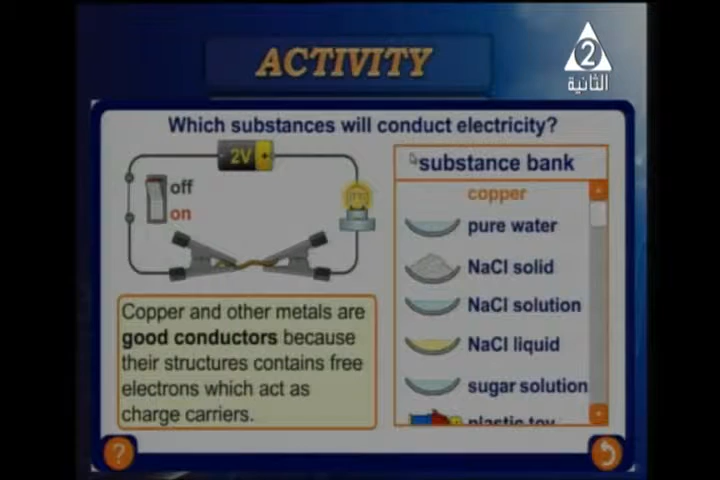 ACTIVITY
2
الثانية
Which substances will conduct electricity?
2V +
off
on
substance bank
copper
pure water
NaCl solid
NaCl solution
NaCl liquid
sugar solution
plastic toy
Copper and other metals are
good conductors because
their structures contains free
electrons which act as
charge carriers.
?